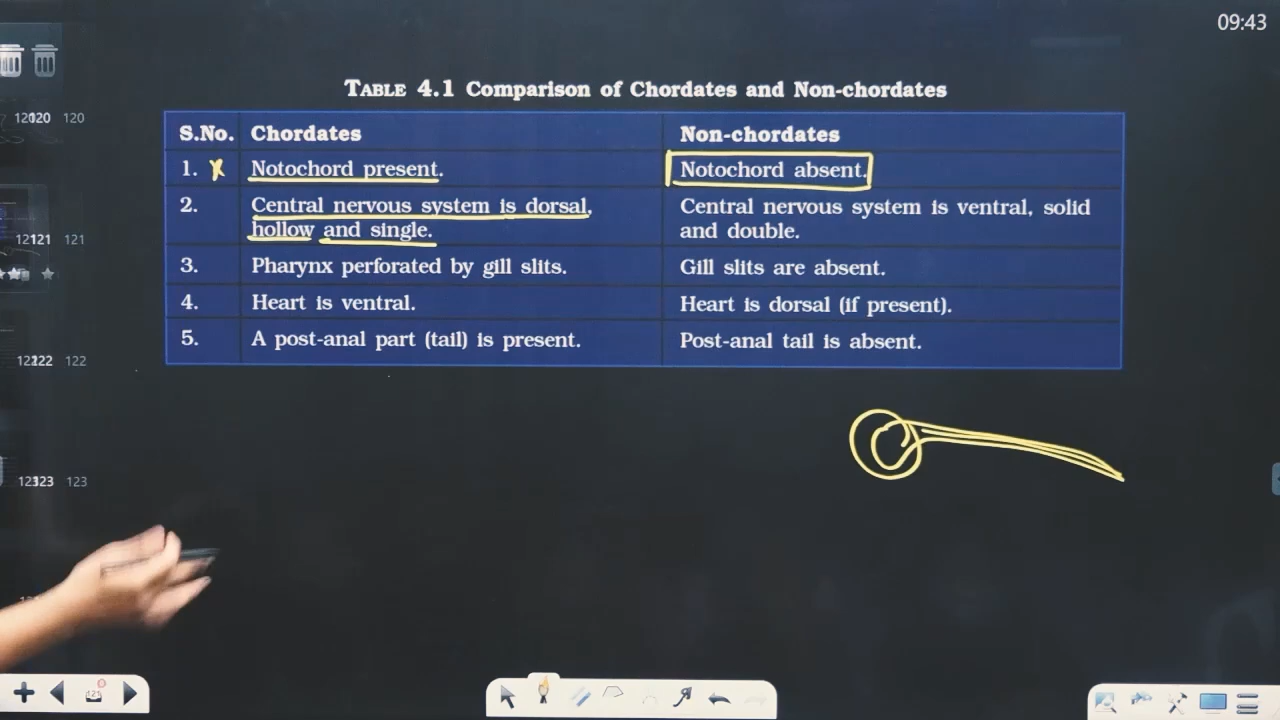 09:43
120
TABLE 4.1 Comparison of Chordates and Non-chordates
S.No. Chordates Non-chordates
1. Notochord present. Notochord absent.
2. Central nervous system is dorsal, hollow and single. Central nervous system is ventral, solid and double.
3. Pharynx perforated by gill slits. Gill slits are absent.
4. Heart is ventral. Heart is dorsal (if present).
5. A post-anal part (tail) is present. Post-anal tail is absent.
121
122
123
121